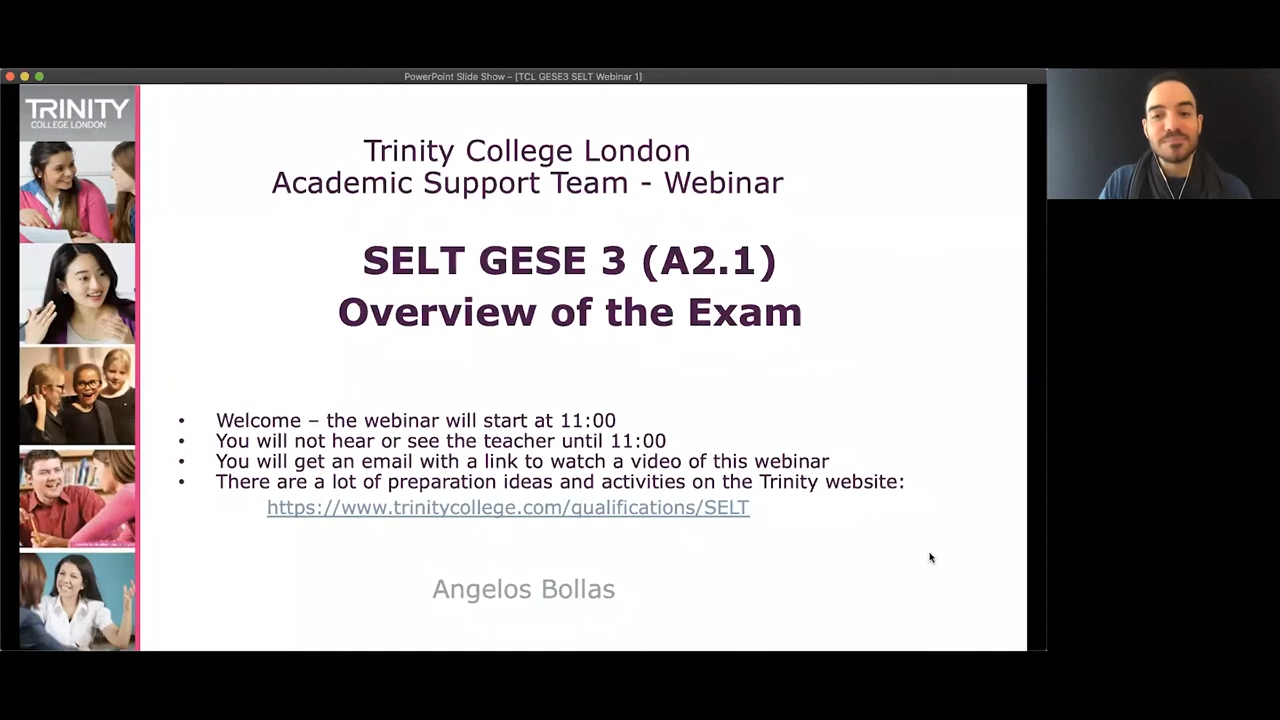 PowerPoint Slide Show – [TCL GESE3 SELT Webinar 1]
TRINITY
COLLEGE LONDON
Trinity College London
Academic Support Team - Webinar
SELT GESE 3 (A2.1)
Overview of the Exam
• Welcome – the webinar will start at 11:00
• You will not hear or see the teacher until 11:00
• You will get an email with a link to watch a video of this webinar
• There are a lot of preparation ideas and activities on the Trinity website:
https://www.trinitycollege.com/qualifications/SELT
Angelos Bollas